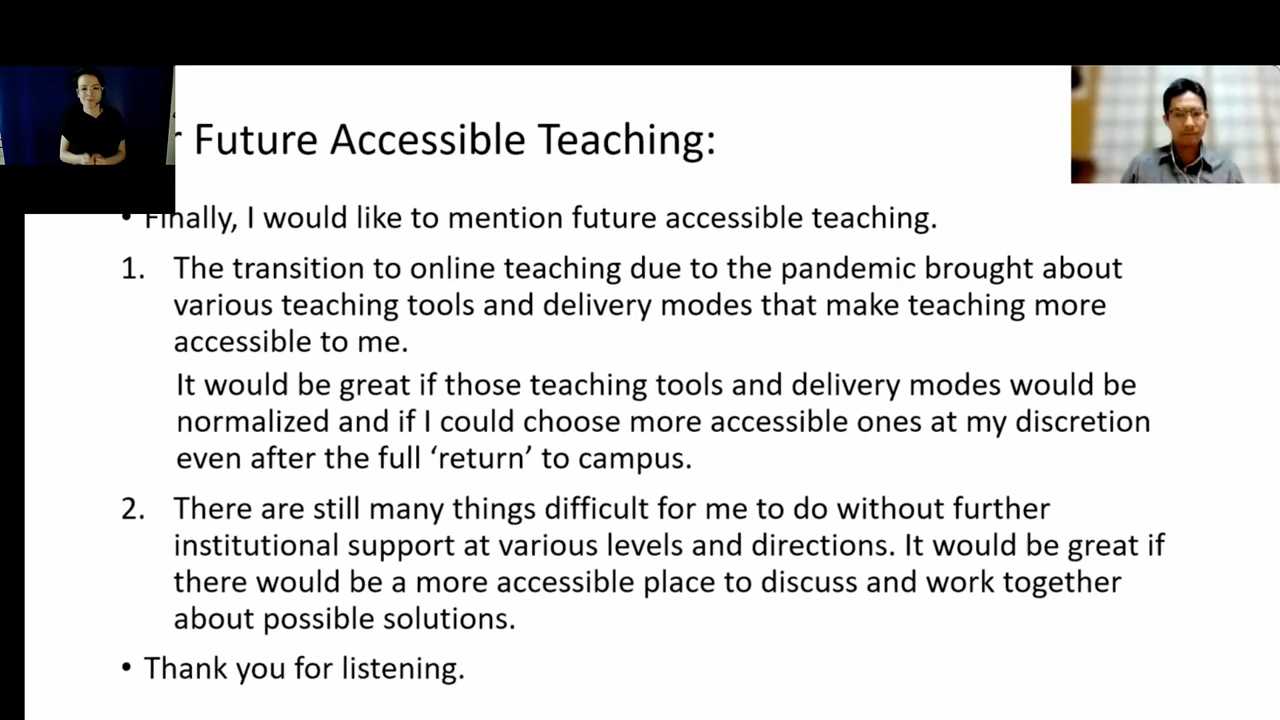 Future Accessible Teaching:
• Finally, I would like to mention future accessible teaching.
1. The transition to online teaching due to the pandemic brought about
various teaching tools and delivery modes that make teaching more
accessible to me.
It would be great if those teaching tools and delivery modes would be
normalized and if I could choose more accessible ones at my discretion
even after the full ‘return’ to campus.
2. There are still many things difficult for me to do without further
institutional support at various levels and directions. It would be great if
there would be a more accessible place to discuss and work together
about possible solutions.
• Thank you for listening.